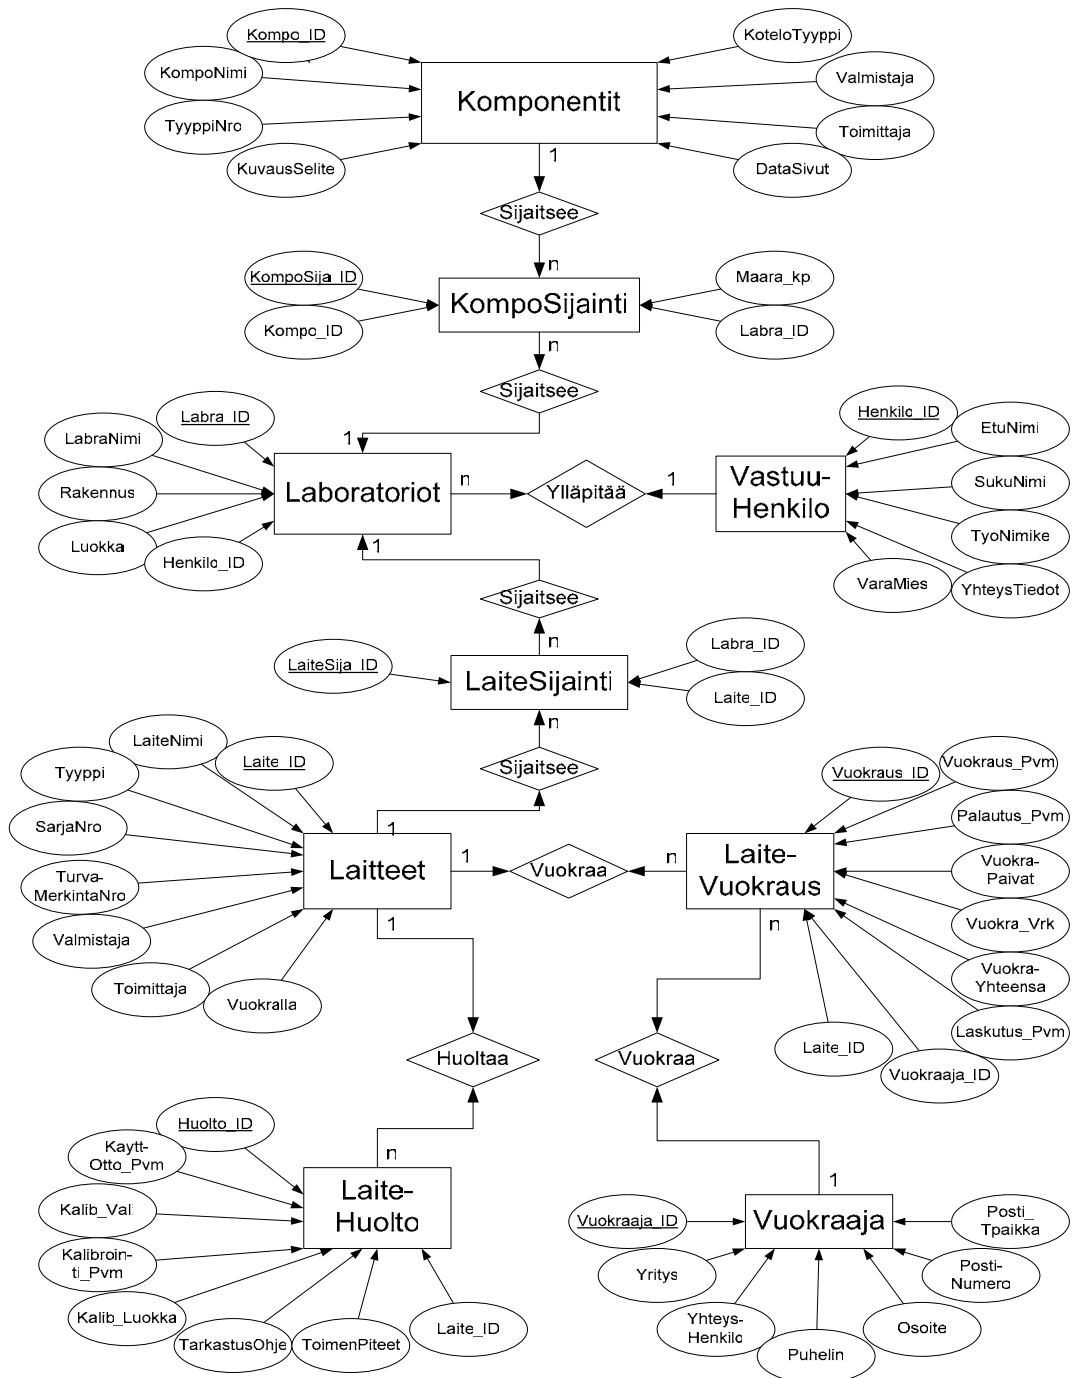 Kompo_ID
KompoNimi
TyyppiNro
KuvausSelite
Komponentit
KoteloTyyppi
Valmistaja
Toimittaja
DataSivut
1
Sijaitsee
n
KompoSija_ID
Kompo_ID
KompoSijainti
Maara_kp
Labra_ID
n
Sijaitsee
1
Labra_ID
LabraNimi
Rakennus
Luokka
Henkilo_ID
Laboratoriot
n
Ylläpitää
1
Vastuu-
Henkilo
Henkilo_ID
EtuNimi
SukuNimi
TyoNimike
YhteysTiedot
VaraMies
1
Sijaitsee
n
LaiteSija_ID
LaiteSijainti
Labra_ID
Laite_ID
n
Sijaitsee
1
LaiteNimi
Laite_ID
Tyyppi
SarjaNro
Turva-
MerkintaNro
Valmistaja
Toimittaja
Vuokralla
Laitteet
1
Vuokraa
n
Laite-
Vuokraus
Vuokraus_ID
Vuokraus_Pvm
Palautus_Pvm
Vuokra-
Paivat
Vuokra_Vrk
Vuokra-
Yhteensa
Laskutus_Pvm
Vuokraaja_ID
Laite_ID
1
Huoltaa
n
n
Vuokraa
1
Huolto_ID
Kaytt-
Otto_Pvm
Kalib_Vali
Kalibroin-
ti_Pvm
Kalib_Luokka
TarkastusOhje
ToimenPiteet
Laite_ID
Laite-
Huolto
Vuokraaja_ID
Yritys
Yhteys-
Henkilo
Puhelin
Osoite
Posti-
Numero
Posti_
Tpaikka
Vuokraaja